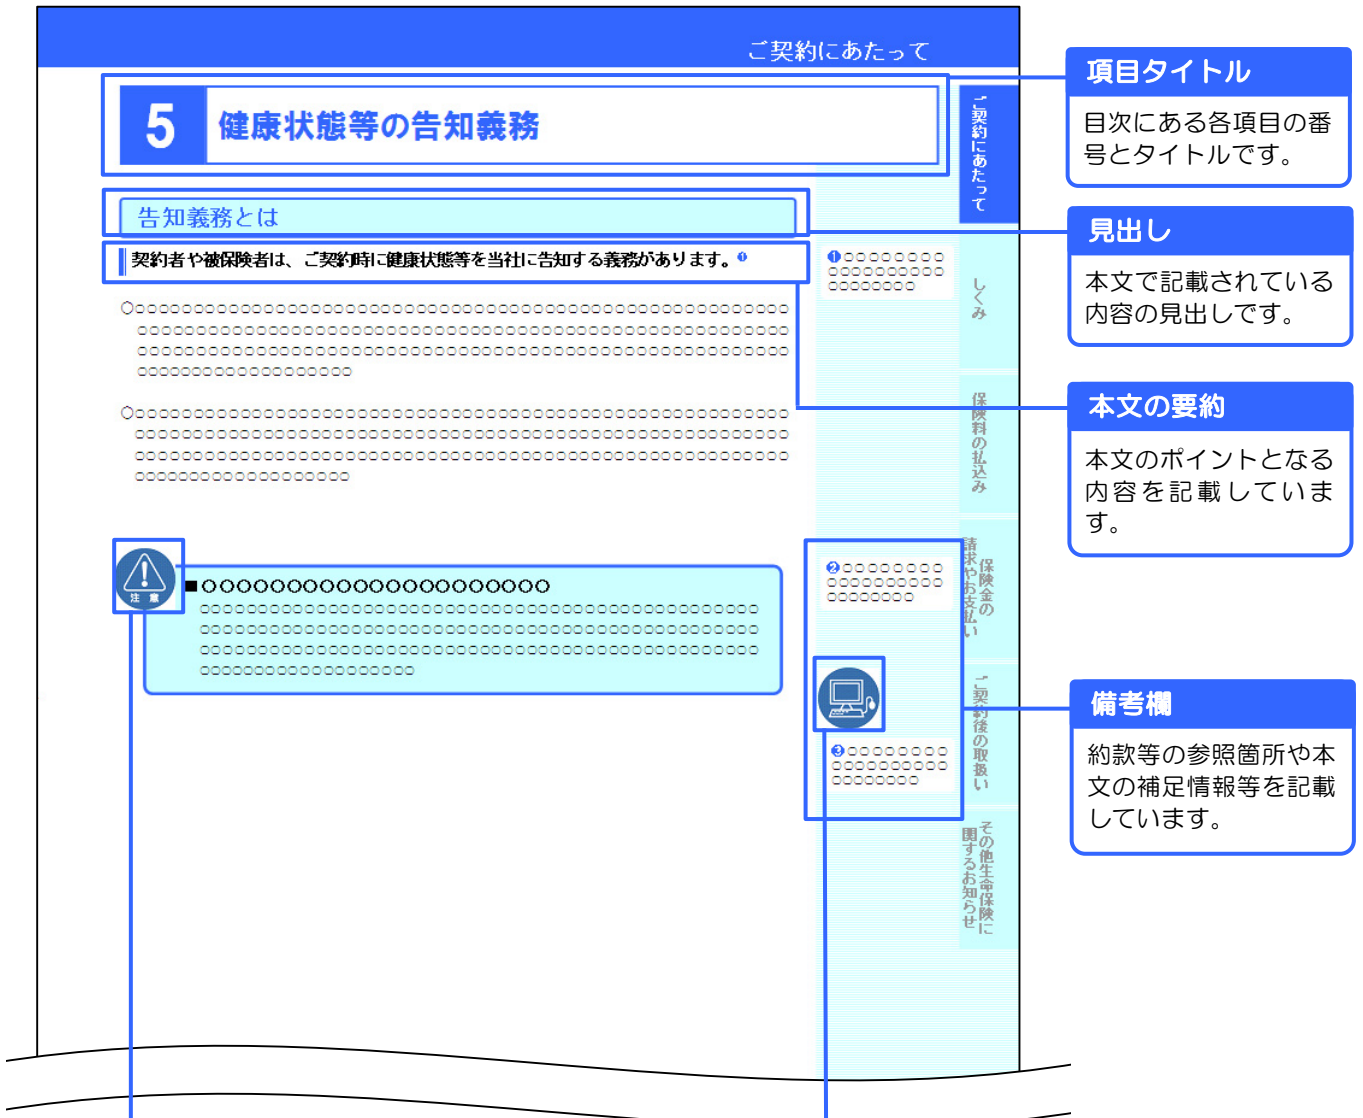 ご契約にあたって
5 健康状態等の告知義務
告知義務とは
契約者や被保険者は、ご契約時に健康状態等を当社に告知する義務があります。❶
❶○○○○○○○○
○○○○○○○○○○
○○○○○○○○
注 意
❷○○○○○○○○
○○○○○○○○○○
○○○○○○○○
❸○○○○○○○○○
○○○○○○○○○○
○○○○○○○○
ご契約にあたって
しくみ
保険料の払込み
保険金の
請求やお支払い
ご契約後の取扱い
その他生命保険に
関するお知らせ
項目タイトル
目次にある各項目の番
号とタイトルです。
見出し
本文で記載されている
内容の見出しです。
本文の要約
本文のポイントとなる
内容を記載していま
す。
備考欄
約款等の参照箇所や本
文の補足情報等を記載
しています。